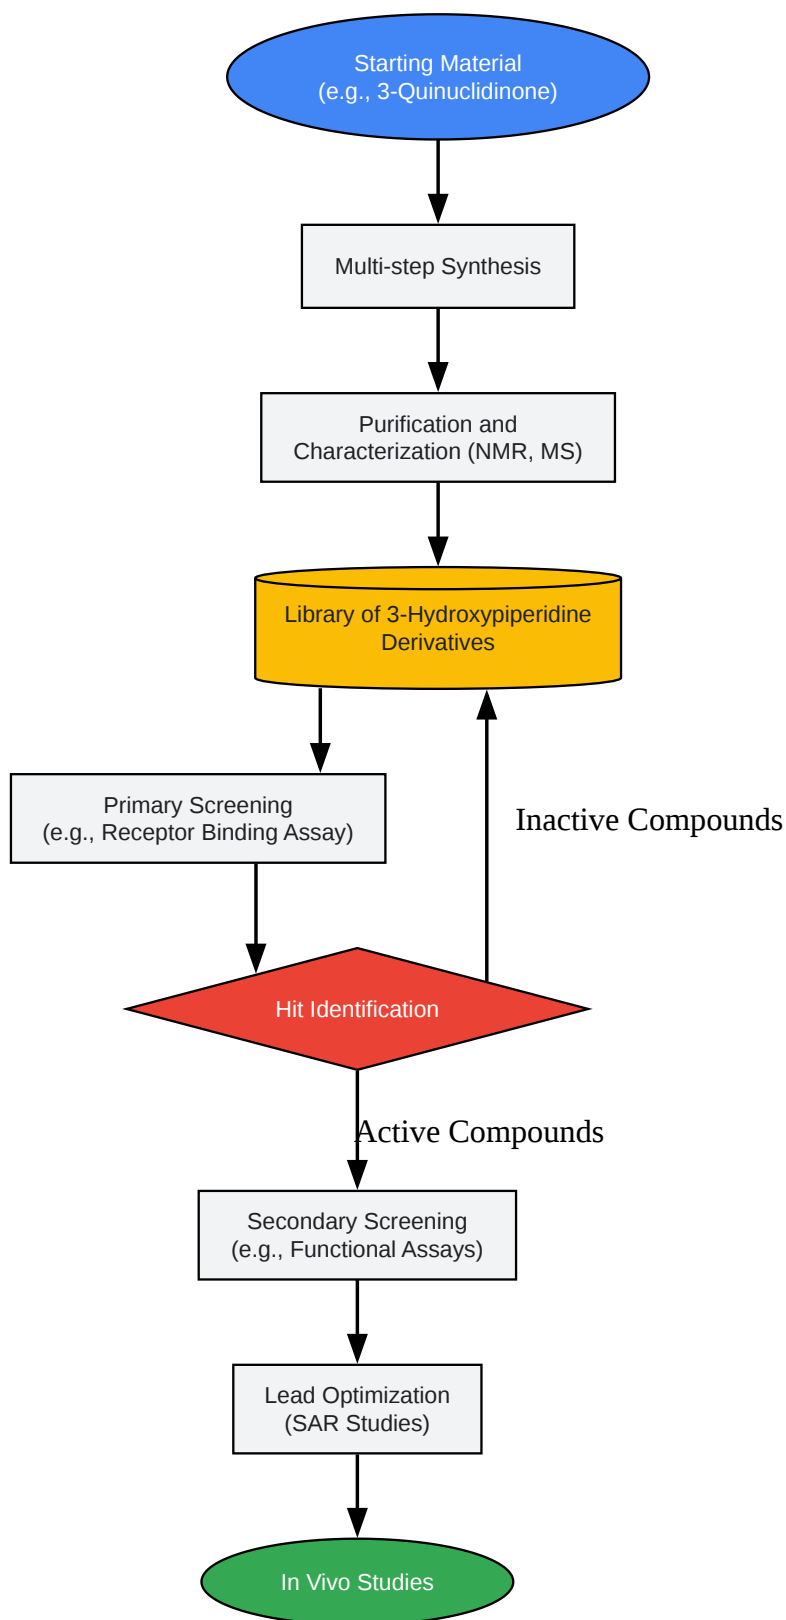 Starting Material
(e.g., 3-Quinuclidinone)
Multi-step Synthesis
Purification and
Characterization (NMR, MS)
Library of 3-Hydroxypiperidine
Derivatives
Primary Screening
(e.g., Receptor Binding Assay)
Inactive Compounds
Hit Identification
Active Compounds
Secondary Screening
(e.g., Functional Assays)
Lead Optimization
(SAR Studies)
In Vivo Studies